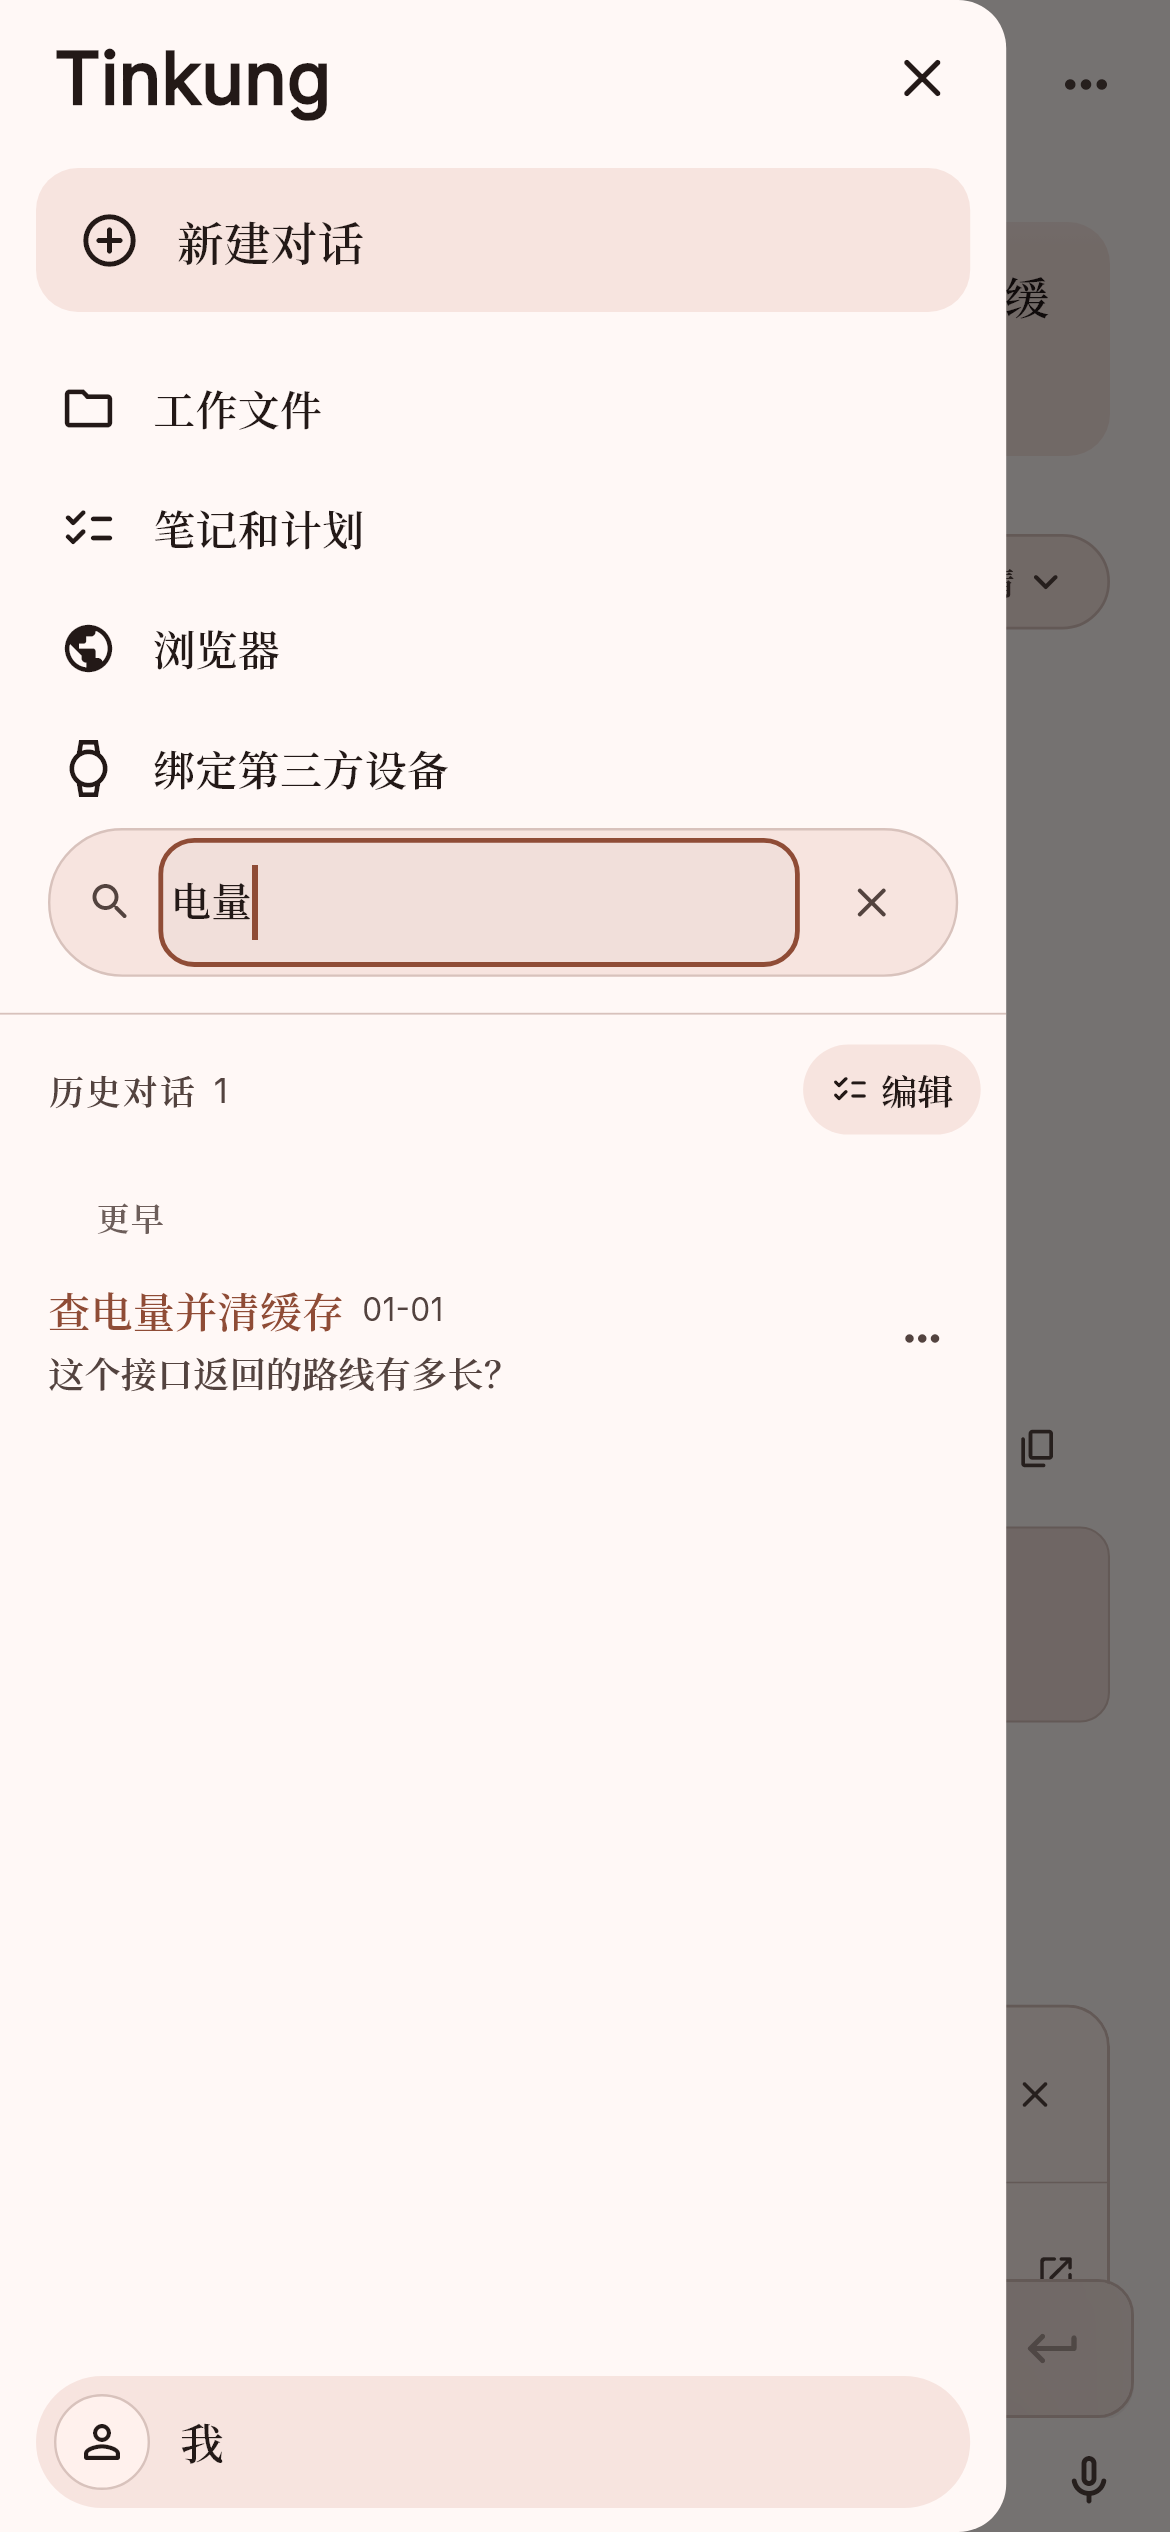 Tinkung
新建对话
缓
工作文件
笔记和计划
浏览器
绑定第三方设备
电量
历史对话 1
编辑
更早
查电量并清缓存 01-01
这个接口返回的路线有多长?
我